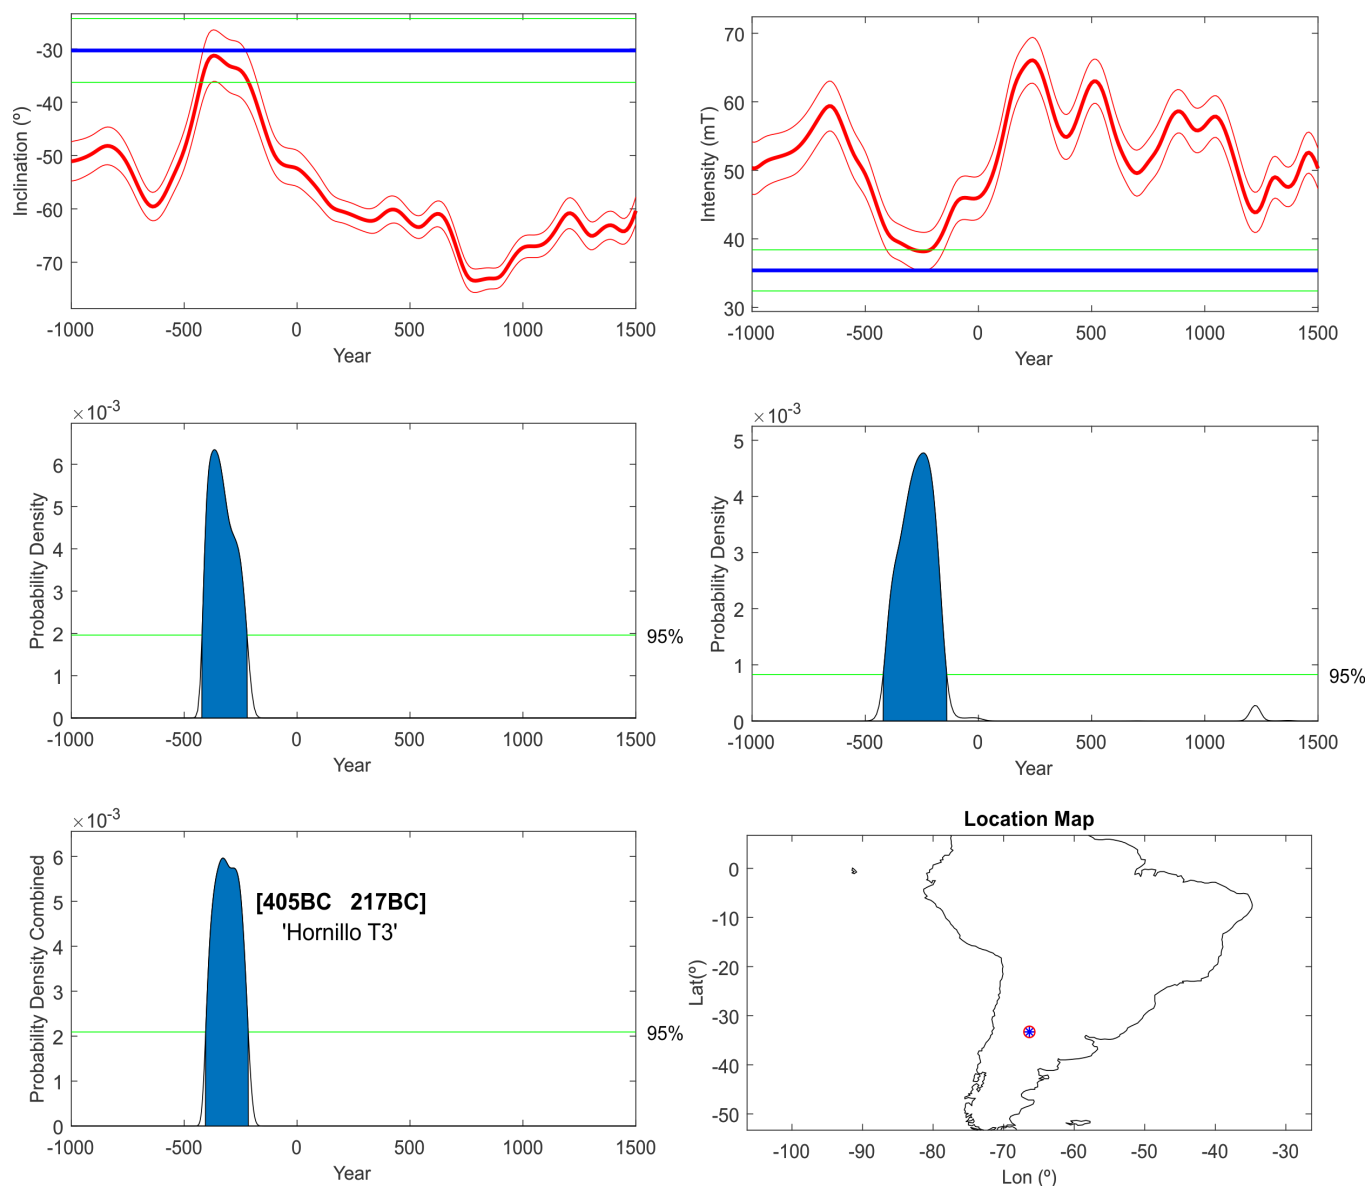 Inclination (º)
-30
-40
-50
-60
-70
-1000 -500 0 500 1000 1500
Year
Intensity (mT)
70
60
50
40
30
-1000 -500 0 500 1000 1500
Year
×10-3
Probability Density
6
5
4
3
2
1
0
95%
-1000 -500 0 500 1000 1500
Year
×10-3
Probability Density
5
4
3
2
1
0
95%
-1000 -500 0 500 1000 1500
Year
×10-3
Probability Density Combined
6
5
4
3
2
1
0
[405BC 217BC]
'Hornillo T3'
95%
-1000 -500 0 500 1000 1500
Year
Location Map
Lat(º)
0
-10
-20
-30
-40
-50
-100 -90 -80 -70 -60 -50 -40 -30
Lon (º)